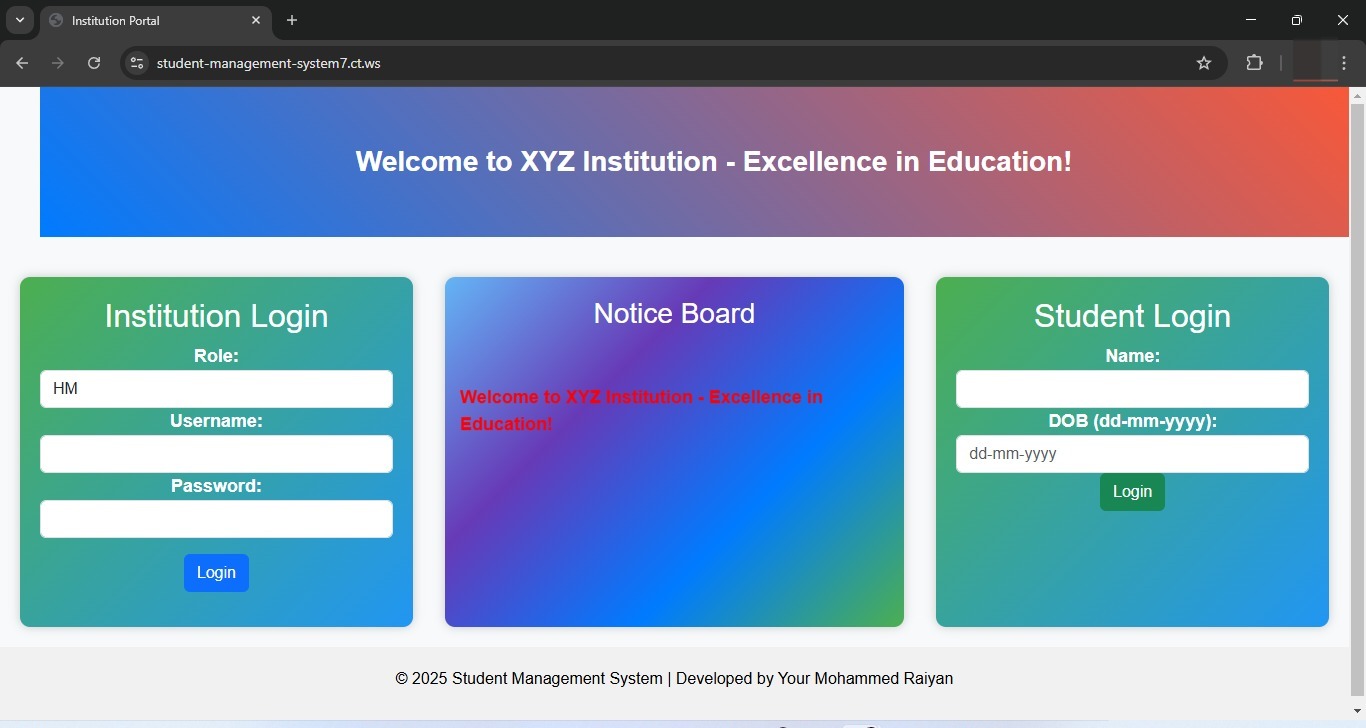 Institution Portal
student-management-system7.ct.ws
Welcome to XYZ Institution - Excellence in Education!
Institution Login
Role:
HM
Username:
Password:
Login
Notice Board
Welcome to XYZ Institution - Excellence in
Education!
Student Login
Name:
DOB (dd-mm-yyyy):
dd-mm-yyyy
Login
© 2025 Student Management System | Developed by Your Mohammed Raiyan